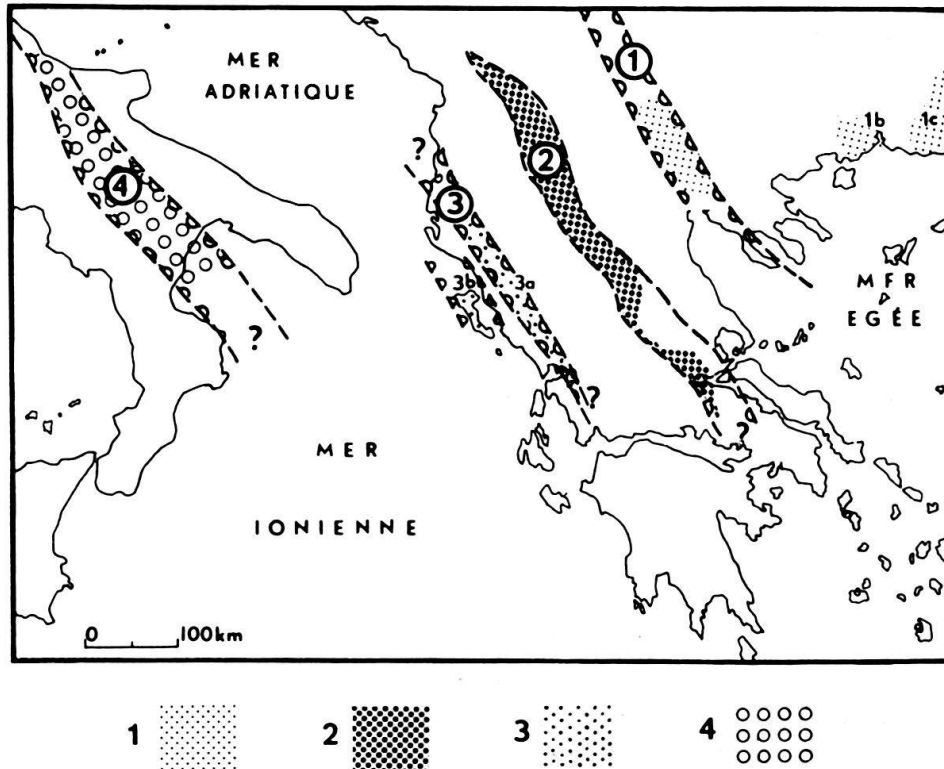 MER
ADRIATIQUE
1
1b
1c
2
?
3
4
3b
3a
MER
EGÉE
?
?
?
MER
IONIENNE
0
100km
1
2
3
4